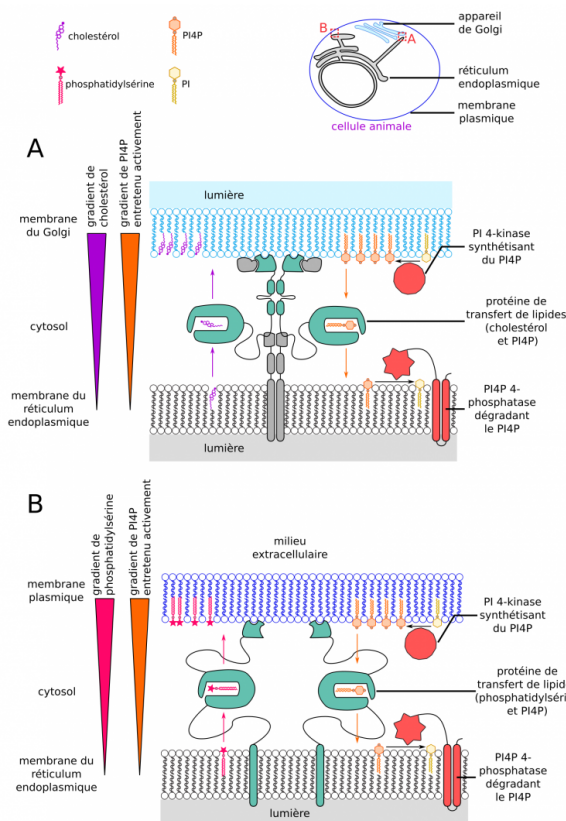 cholestérol
PI4P
phosphatidylsérine
PI
appareil
de Golgi
B
A
réticulum
endoplasmique
membrane
plasmique
cellule animale
A
gradient de
cholestérol
gradient de PI4P
entretenu activement
lumière
membrane
du Golgi
PI 4-kinase
synthétisant
du PI4P
cytosol
protéine de
transfert de lipides
(cholestérol
et PI4P)
membrane du
réticulum
endoplasmique
PI4P 4-
phosphatase
dégradant
le PI4P
lumière
B
gradient de
phosphatidylsérine
gradient de PI4P
entretenu activement
milieu
extracellulaire
membrane
plasmique
PI 4-kinase
synthétisant
du PI4P
cytosol
protéine de
transfert de lipid
(phosphatidylséri
et PI4P)
membrane du
réticulum
endoplasmique
PI4P 4-
phosphatase
dégradant
le PI4P
lumière